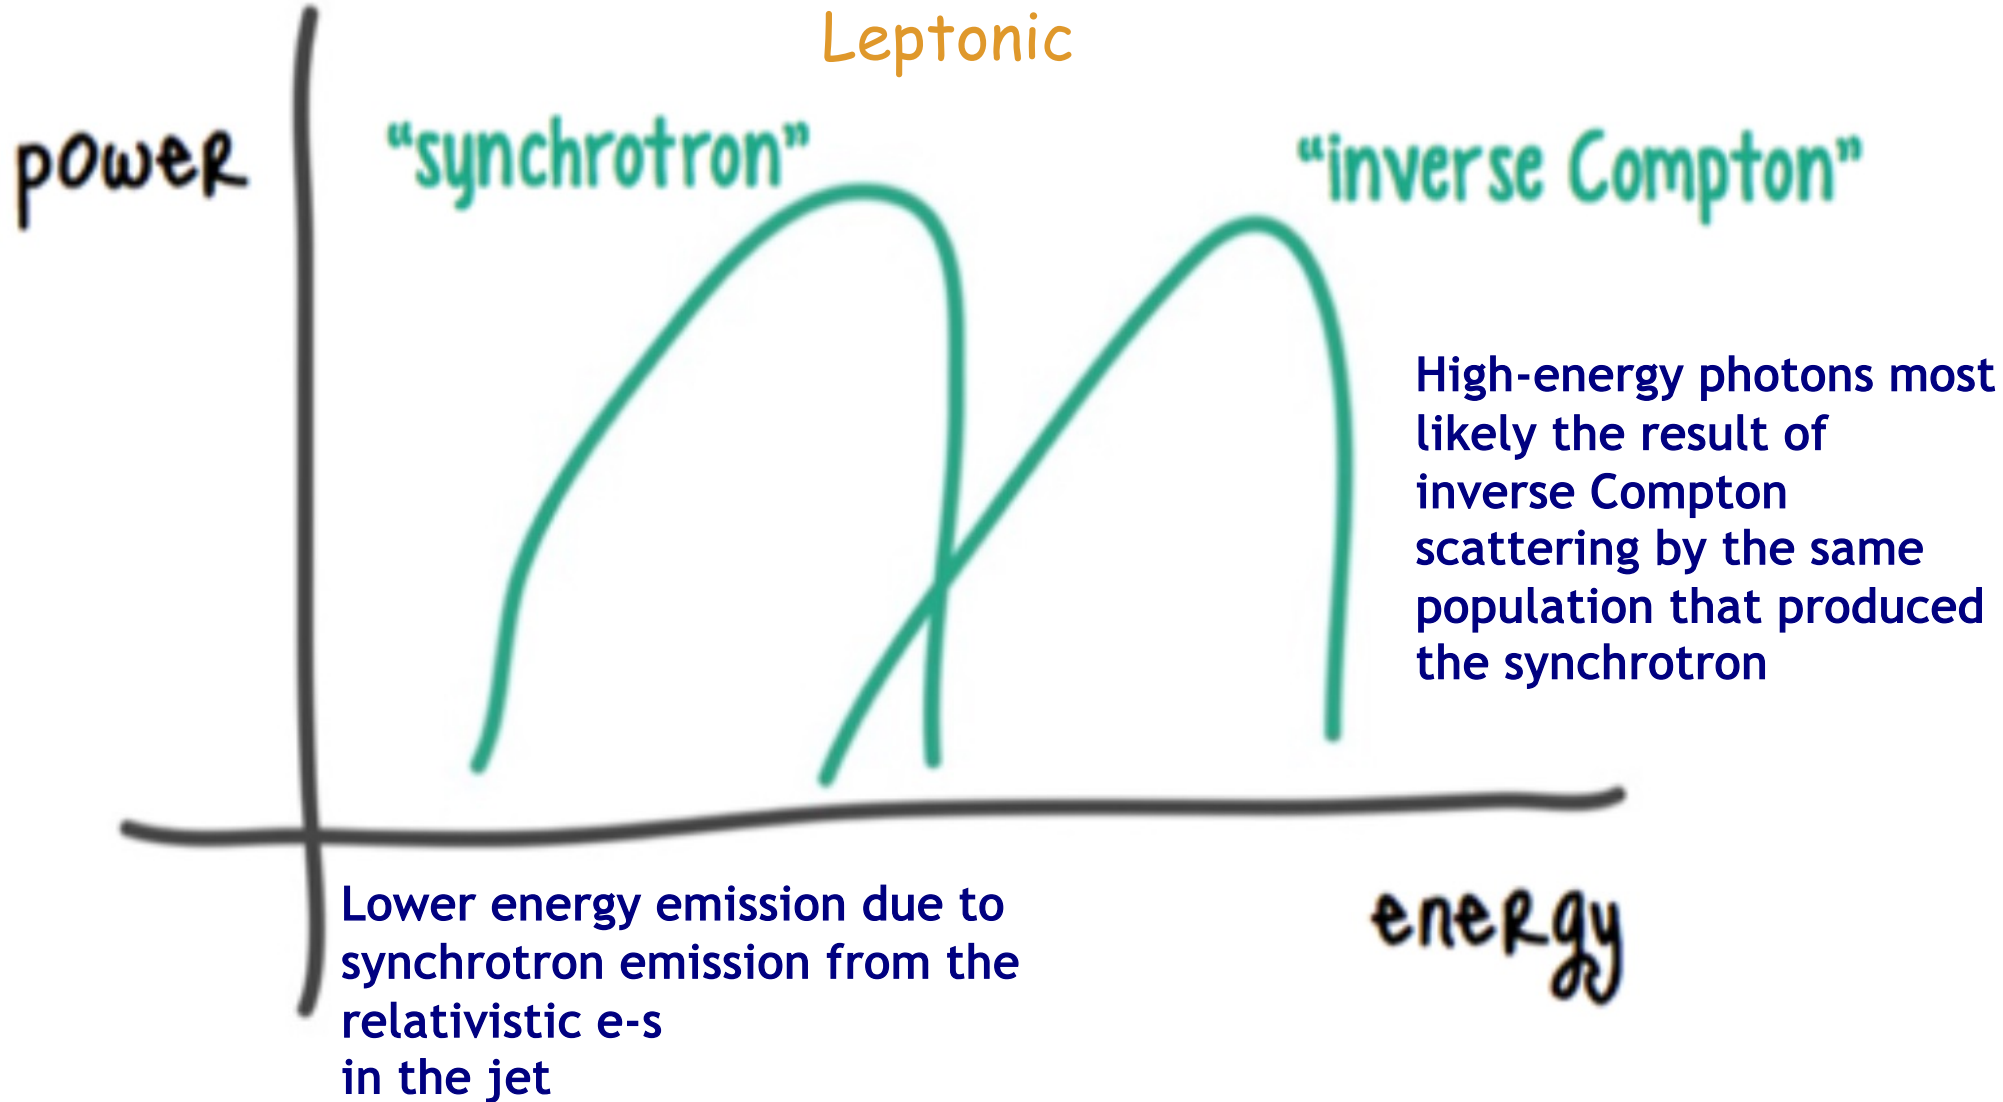 Leptonic
power
“synchrotron”
“inverse Compton”
High-energy photons most
likely the result of
inverse Compton
scattering by the same
population that produced
the synchrotron
Lower energy emission due to
synchrotron emission from the
relativistic e-s
in the jet
energy